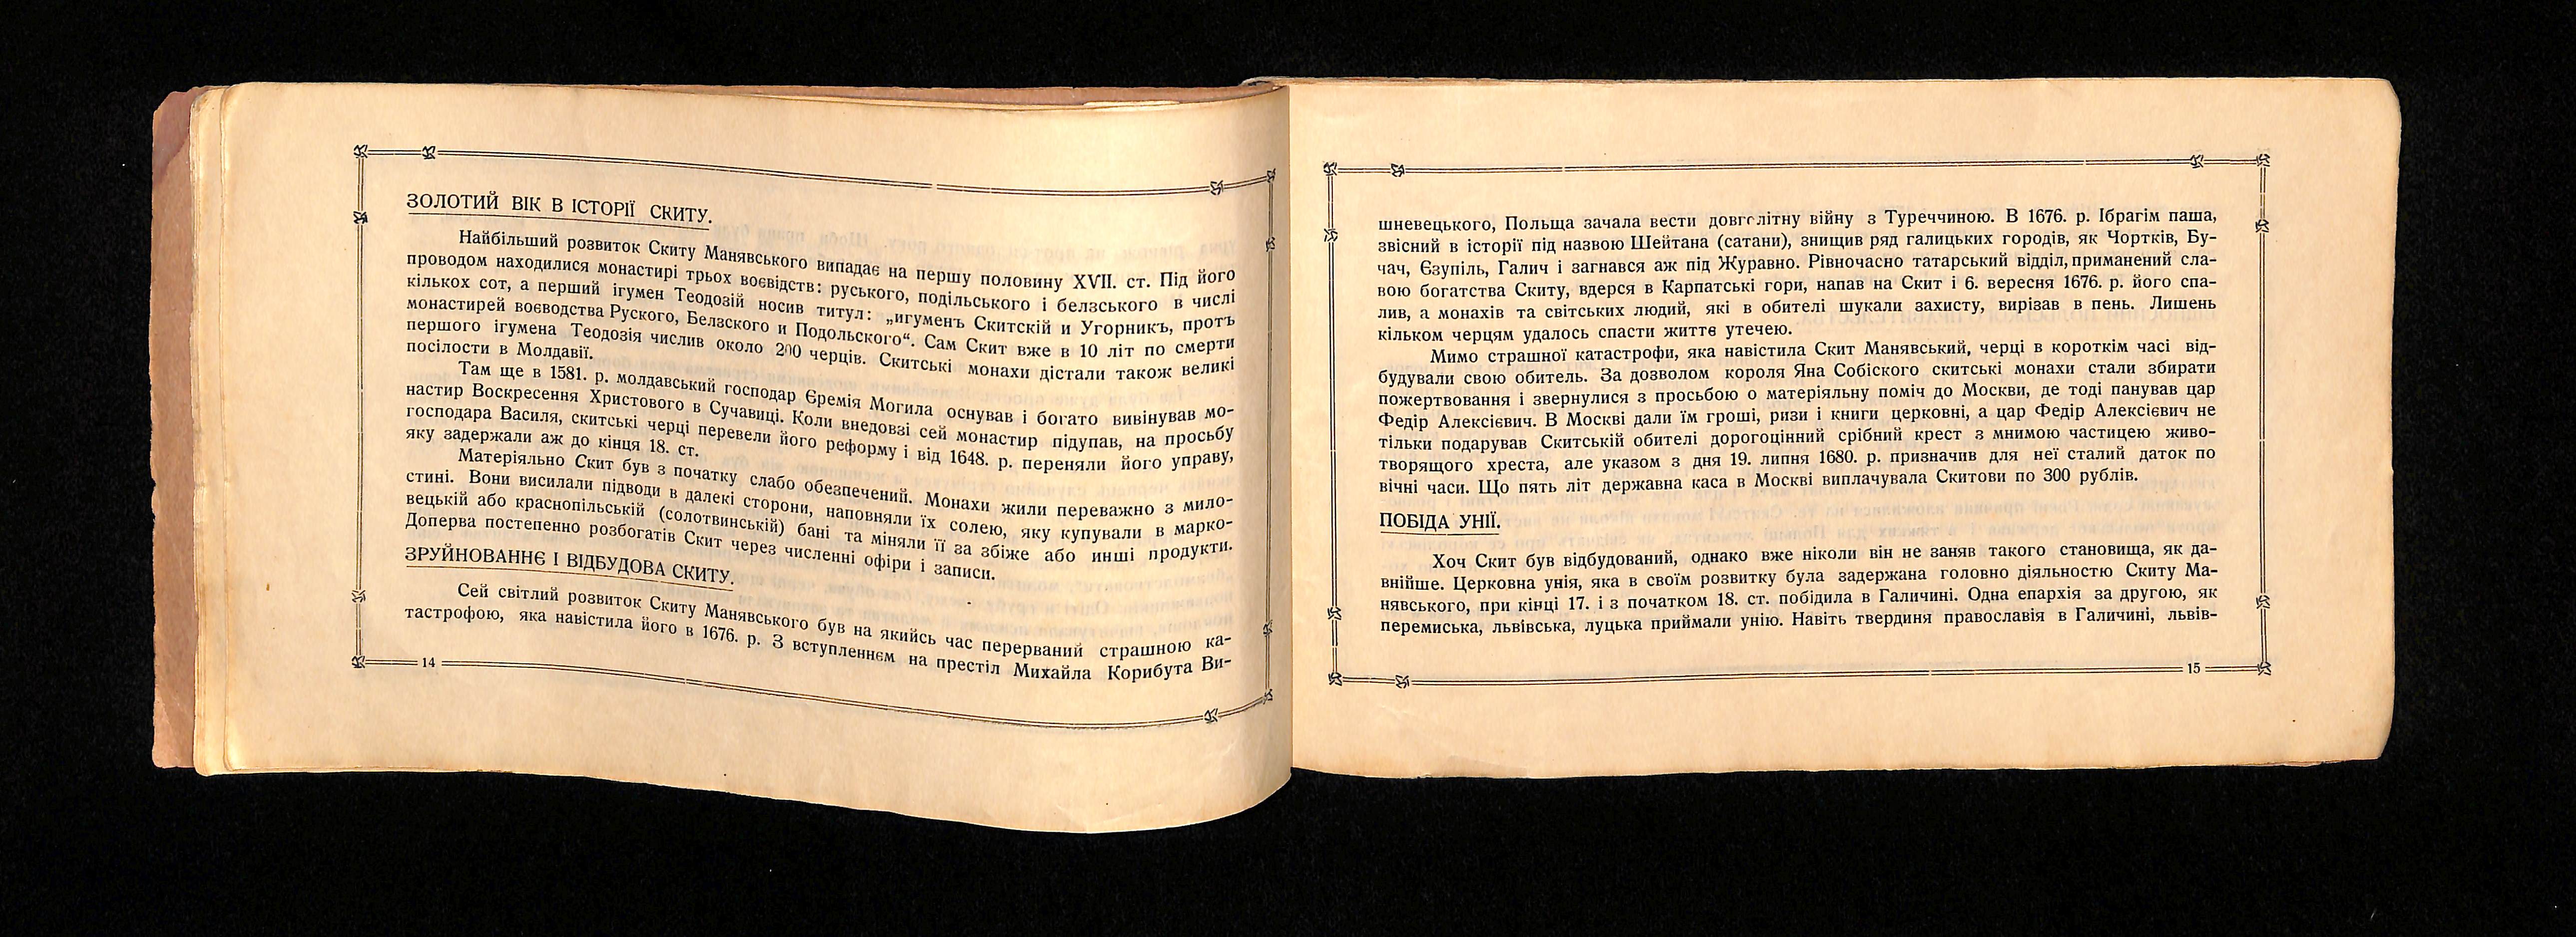 ЗОЛОТИЙ ВІК В ІСТОРІЇ СКИТУ.
Найбільший розвиток Скиту Манявського випадає на першу половину XVII. ст. Під його
проводом находилися монастирі трьох воєвідств: руського, подільського і белзського в числі
кількох сот, а перший ігумен Теодозій носив титул: „игуменъ Скитскій и Угорникъ, протъ
монастирей воєводства Руского, Белзского и Подольского“. Сам Скит вже в 10 літ по смерти
першого ігумена Теодозія числив около 200 черців. Скитські монахи дістали також великі
посілости в Молдавії.
Там ще в 1581. р. молдавський господар Єремія Могила оснував і богато вивінував мо-
настир Воскресення Христового в Сучавиці. Коли внедовзі сей монастир підупав, на просьбу
господара Василя, скитські черці перевели його реформу і від 1648. р. переняли його управу,
яку задержали аж до кінця 18. ст.
Матеріяльно Скит був з початку слабо обезпечений. Монахи жили переважно з мило-
стині. Вони висилали підводи в далекі сторони, наповняли їх солею, яку купували в марко-
вецькій або краснопільській (солотвинській) бані та міняли її за збіже або инші продукти.
Доперва постепенно розбогатів Скит через численні офіри і записи.
ЗРУЙНОВАННЄ І ВІДБУДОВА СКИТУ.
Сей світлий розвиток Скиту Манявського був на якийсь час перерваний страшною ка-
тастрофою, яка навістила його в 1676. р. З вступленнєм на престіл Михайла Корибута Ви-
14
шневецького, Польща зачала вести довголітну війну з Туреччиною. В 1676. р. Ібрагім паша,
звісний в історії під назвою Шейтана (сатани), знищив ряд галицьких городів, як Чортків, Бу-
чач, Єзупіль, Галич і загнався аж під Журавно. Рівночасно татарський відділ, приманений сла-
вою богатства Скиту, вдерся в Карпатські гори, напав на Скит і 6. вересня 1676. р. його спа-
лив, а монахів та світських людий, які в обителі шукали захисту, вирізав в пень. Лишень
кільком черцям удалось спасти життє утечею.
Мимо страшної катастрофи, яка навістила Скит Манявський, черці в короткім часі від-
будували свою обитель. За дозволом короля Яна Собіского скитські монахи стали збирати
пожертвовання і звернулися з просьбою о матеріяльну поміч до Москви, де тоді панував цар
Федір Алексієвич. В Москві дали їм гроші, ризи і книги церковні, а цар Федір Алексієвич не
тільки подарував Скитській обителі дорогоцінний срібний крест з мнимою частицею живо-
творящого хреста, але указом з дня 19. липня 1680. р. призначив для неї сталий даток по
вічні часи. Що пять літ державна каса в Москві виплачувала Скитови по 300 рублів.
ПОБІДА УНІЇ.
Хоч Скит був відбудований, однако вже ніколи він не заняв такого становища, як да-
внійше. Церковна унія, яка в своїм розвитку була задержана головно діяльностю Скиту Ма-
нявського, при кінці 17. і з початком 18. ст. побідила в Галичині. Одна епархія за другою, як
перемиська, львівська, луцька приймали унію. Навіть твердиня православія в Галичині, львів-
15